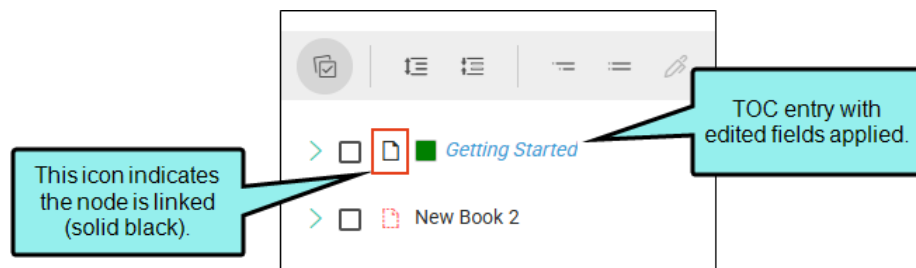 TOC entry with
edited fields applied.
Getting Started
This icon indicates
the node is linked
(solid black).
New Book 2